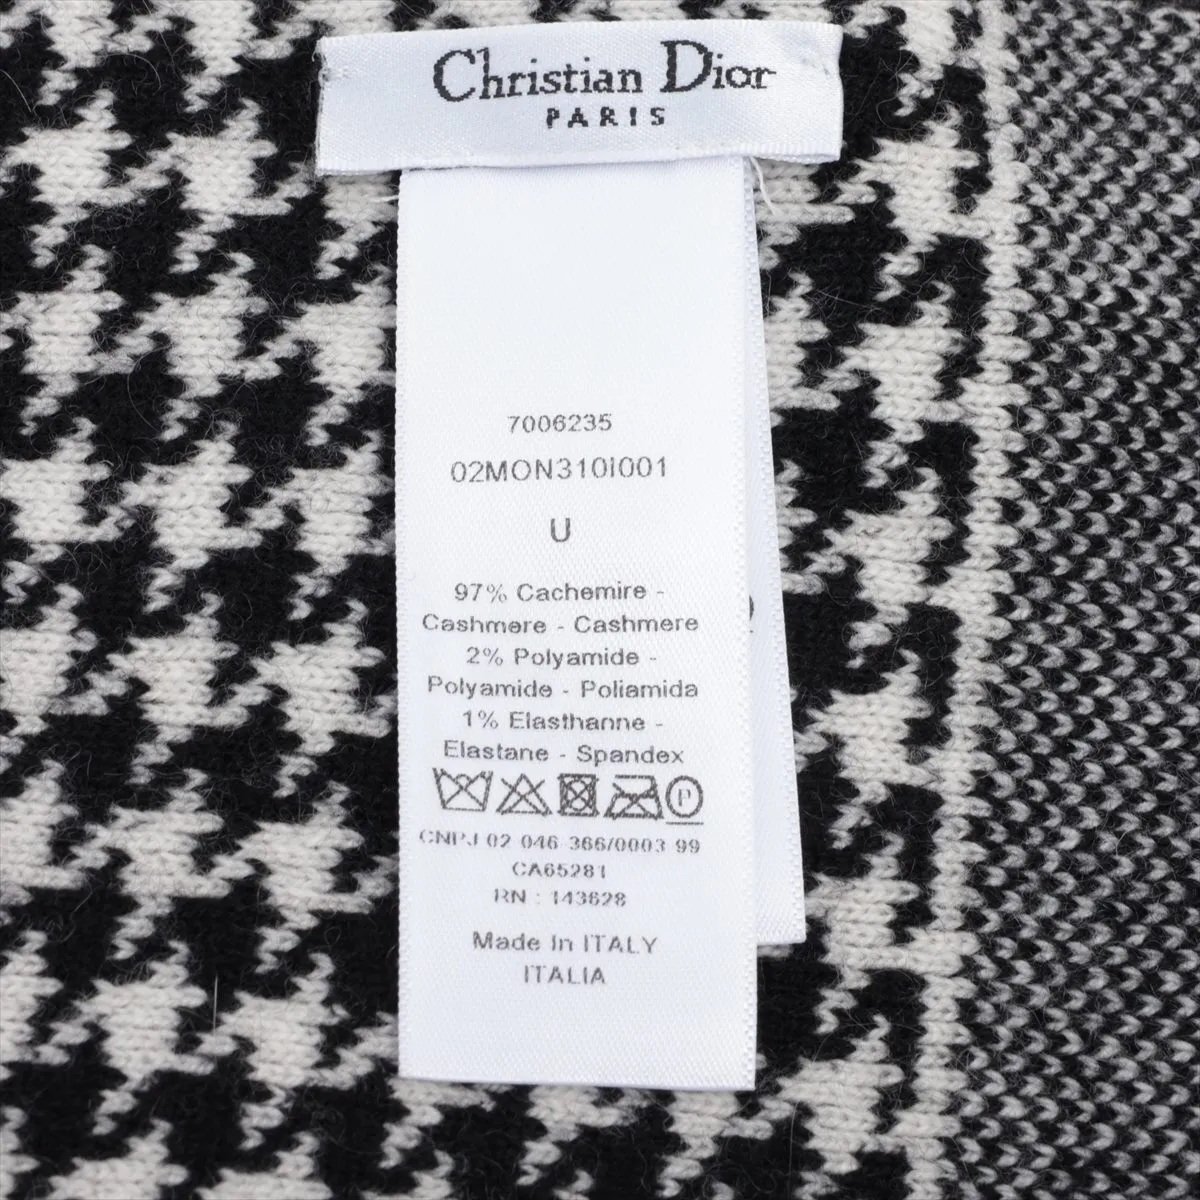 Christian Dior
PARIS
7006235
02MON310I001
U
97% Cachemire -
Cashmere - Cashmere
2% Polyamide -
Polyamide - Poliamida
1% Elasthanne -
Elastane - Spandex
P
CNPJ 02 046 366/0003 99
CA65281
RN : 143628
Made In ITALY
ITALIA